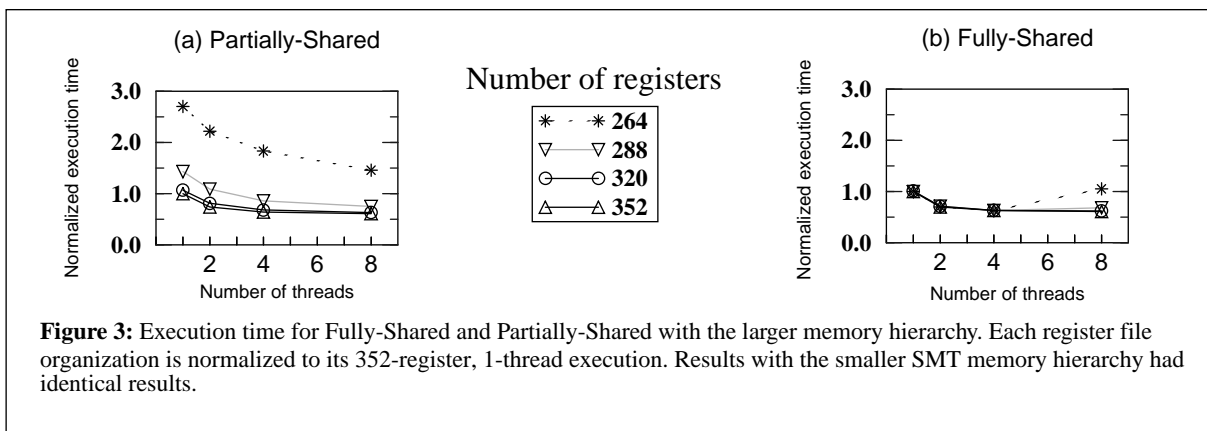 (a) Partially-Shared
Normalized execution time
3.0
2.0
1.0
0.0
2 4 6 8
Number of threads
Number of registers
264
288
320
352
(b) Fully-Shared
Normalized execution time
3.0
2.0
1.0
0.0
2 4 6 8
Number of threads
Figure 3: Execution time for Fully-Shared and Partially-Shared with the larger memory hierarchy. Each register file
organization is normalized to its 352-register, 1-thread execution. Results with the smaller SMT memory hierarchy had
identical results.